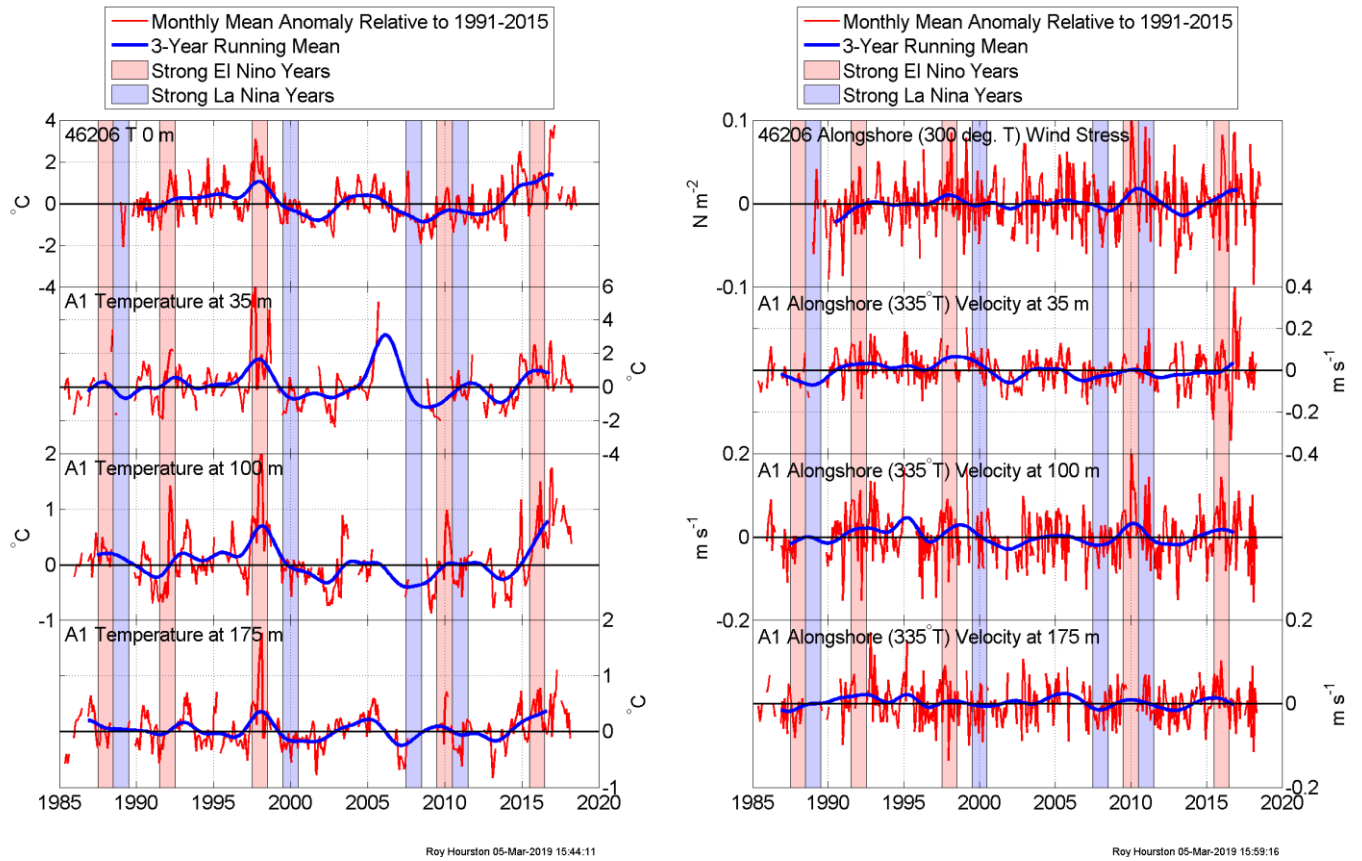 Monthly Mean Anomaly Relative to 1991-2015
3-Year Running Mean
Strong El Nino Years
Strong La Nina Years
46206 T 0 m
4
2
0
-2
-4
°C
A1 Temperature at 35 m
6
4
2
0
-2
-4
°C
A1 Temperature at 100 m
2
1
0
-1
°C
A1 Temperature at 175 m
2
1
0
-1
°C
1985 1990 1995 2000 2005 2010 2015 2020
Roy Hourston 05-Mar-2019 15:44:11
Monthly Mean Anomaly Relative to 1991-2015
3-Year Running Mean
Strong El Nino Years
Strong La Nina Years
46206 Alongshore (300 deg. T) Wind Stress
0.1
0
-0.1
N m-2
A1 Alongshore (335°T) Velocity at 35 m
0.4
0.2
0
-0.2
-0.4
m s-1
A1 Alongshore (335°T) Velocity at 100 m
0.2
0
-0.2
m s-1
A1 Alongshore (335°T) Velocity at 175 m
0.2
0
-0.2
m s-1
1985 1990 1995 2000 2005 2010 2015 2020
Roy Hourston 05-Mar-2019 15:59:16